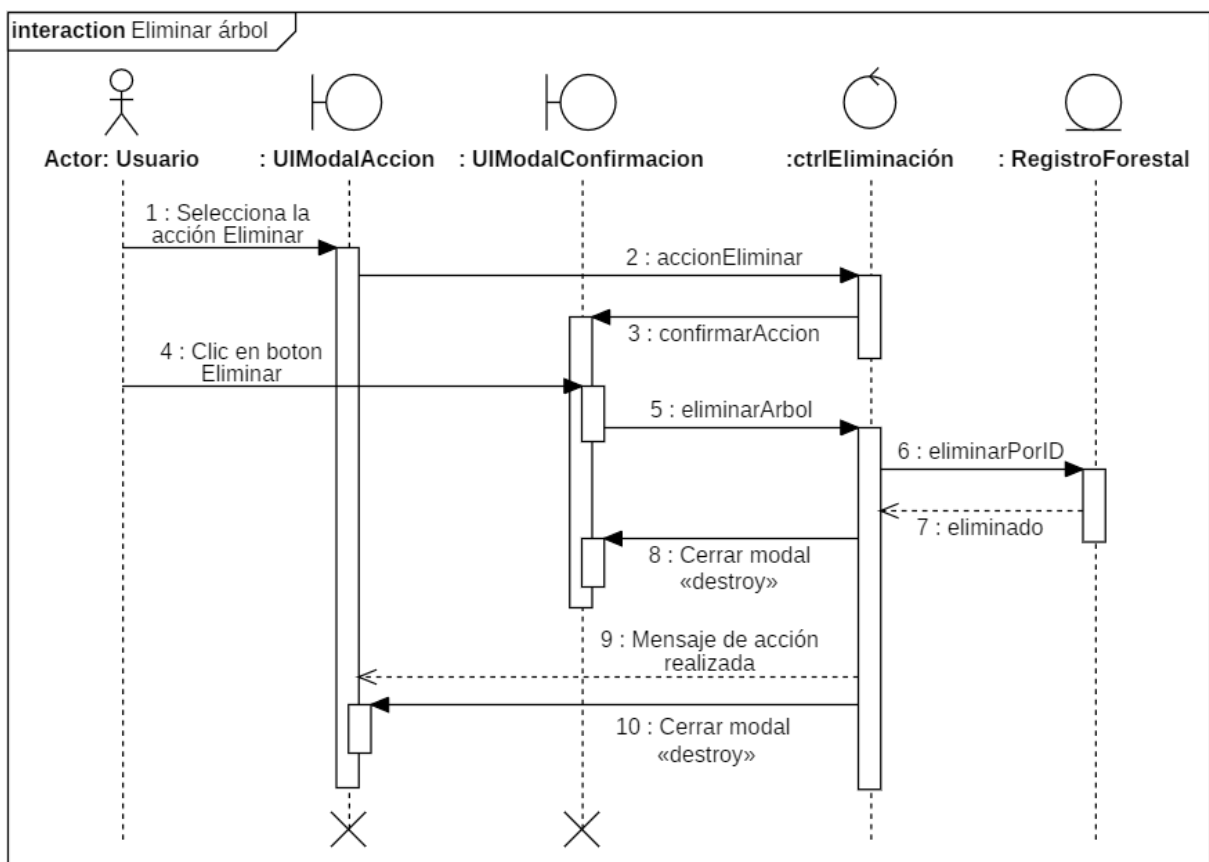 interaction Eliminar árbol
Actor: Usuario
: UIModalAccion
: UIModalConfirmacion
:ctrlEliminación
: RegistroForestal
1 : Selecciona la
acción Eliminar
2 : accionEliminar
3 : confirmarAccion
4 : Clic en boton
Eliminar
5 : eliminarArbol
6 : eliminarPorID
7 : eliminado
8 : Cerrar modal
«destroy»
9 : Mensaje de acción
realizada
10 : Cerrar modal
«destroy»